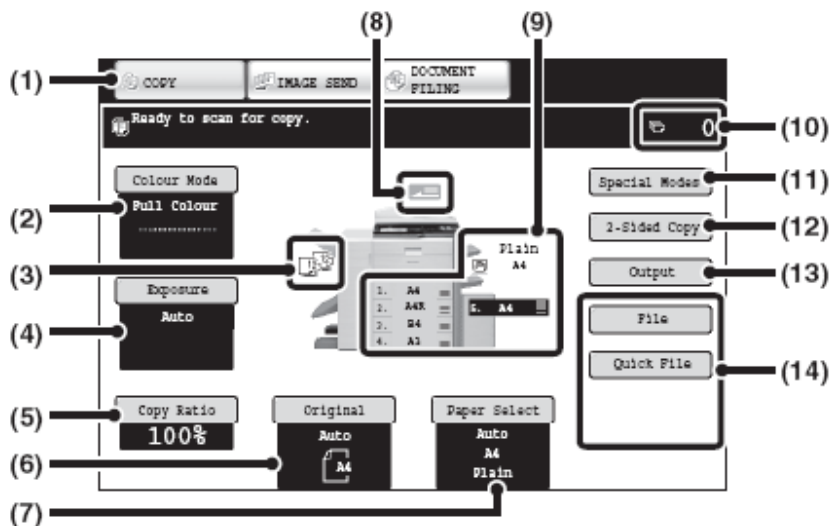 (8)
(9)
(1)
COPY
IMAGE SEND
DOCUMENT
FILING
Ready to scan for copy.
0
(10)
Colour Mode
Full Colour
(2)
Special Modes
(11)
2-Sided Copy
(12)
Plain
A4
(3)
Output
(13)
Exposure
Auto
(4)
1. A4
2. A4R
3. B4
4. A3
5. A4
File
Quick File
(14)
Copy Ratio
100%
(5)
Original
Auto
A4
(6)
Paper Select
Auto
A4
Plain
(7)